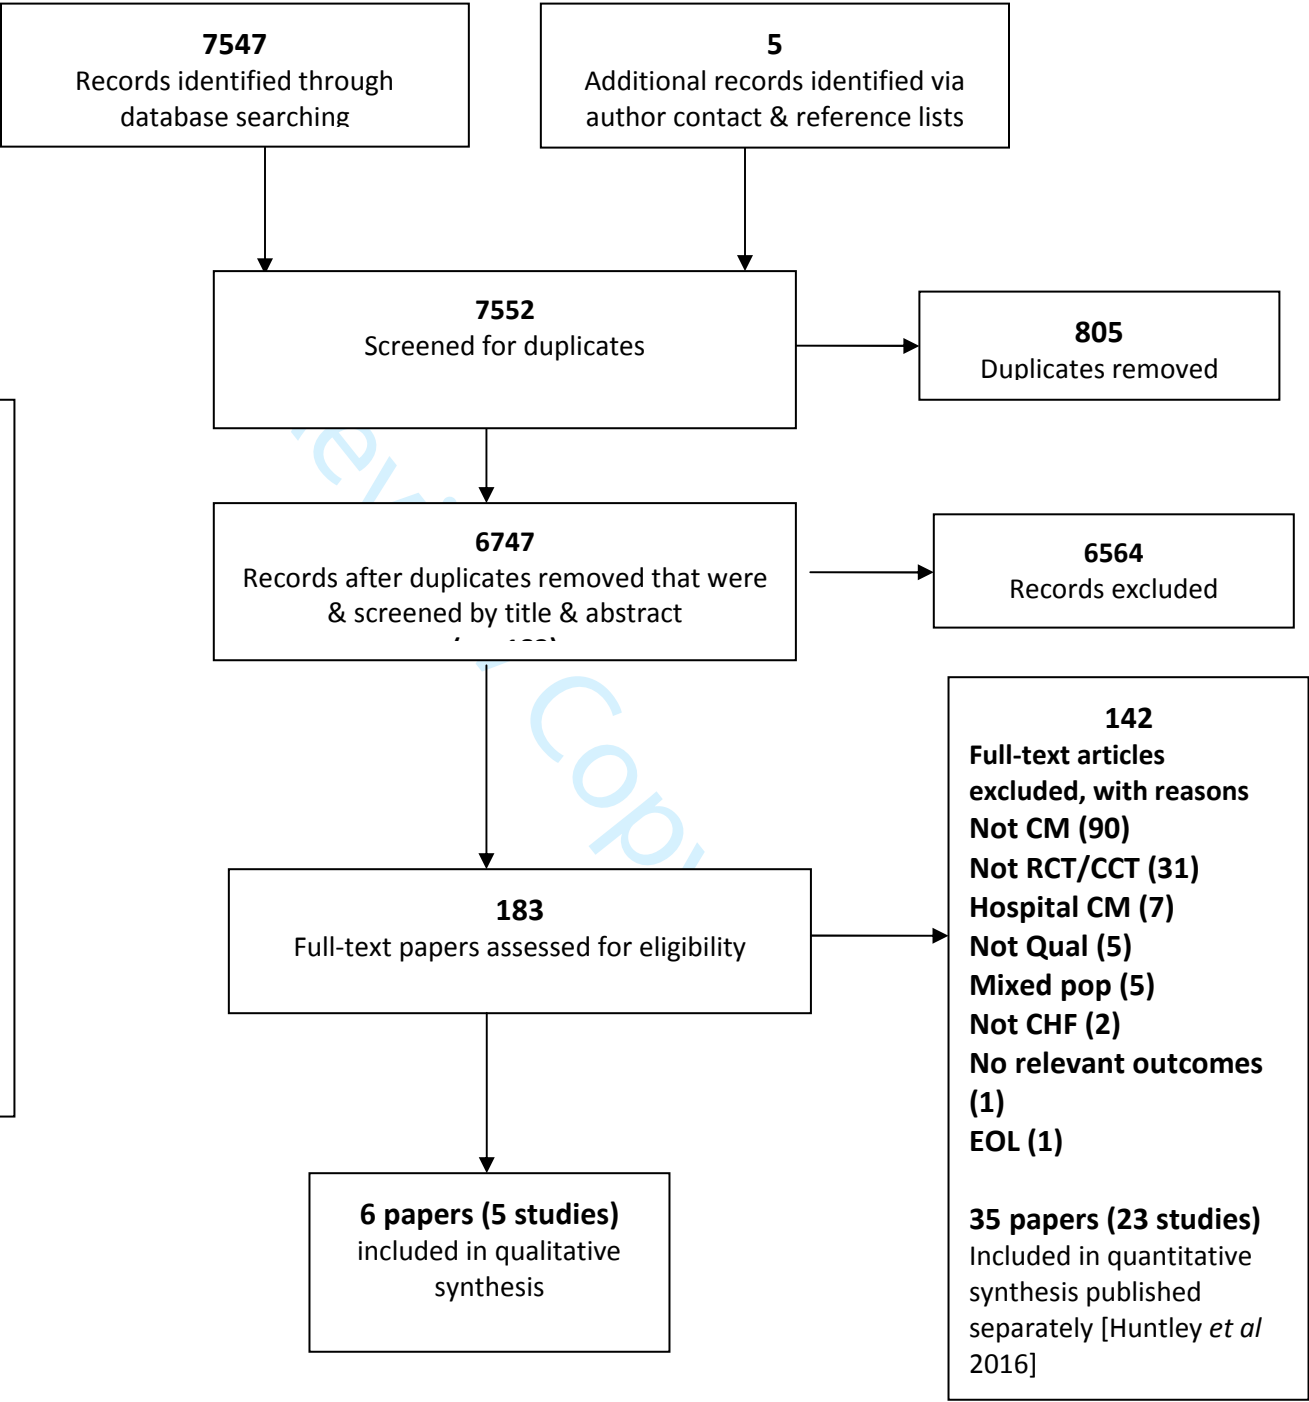 7547
Records identified through
database searching
5
Additional records identified via
author contact & reference lists
7552
Screened for duplicates
805
Duplicates removed
6747
Records after duplicates removed that were
& screened by title & abstract
6564
Records excluded
142
Full-text articles
excluded, with reasons
Not CM (90)
Not RCT/CCT (31)
Hospital CM (7)
Not Qual (5)
Mixed pop (5)
Not CHF (2)
No relevant outcomes
(1)
EOL (1)
35 papers (23 studies)
Included in quantitative
synthesis published
separately [Huntley et al
2016]
183
Full-text papers assessed for eligibility
6 papers (5 studies)
included in qualitative
synthesis